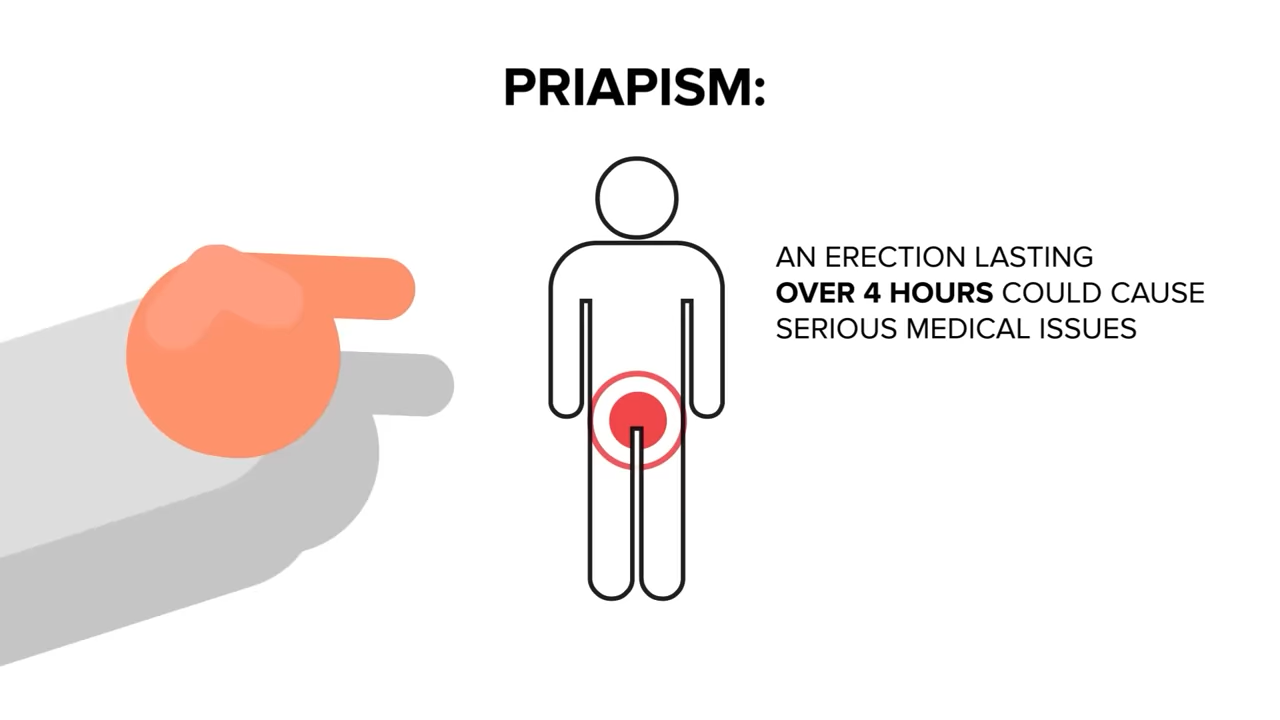 PRIAPISM:
AN ERECTION LASTING
OVER 4 HOURS COULD CAUSE
SERIOUS MEDICAL ISSUES